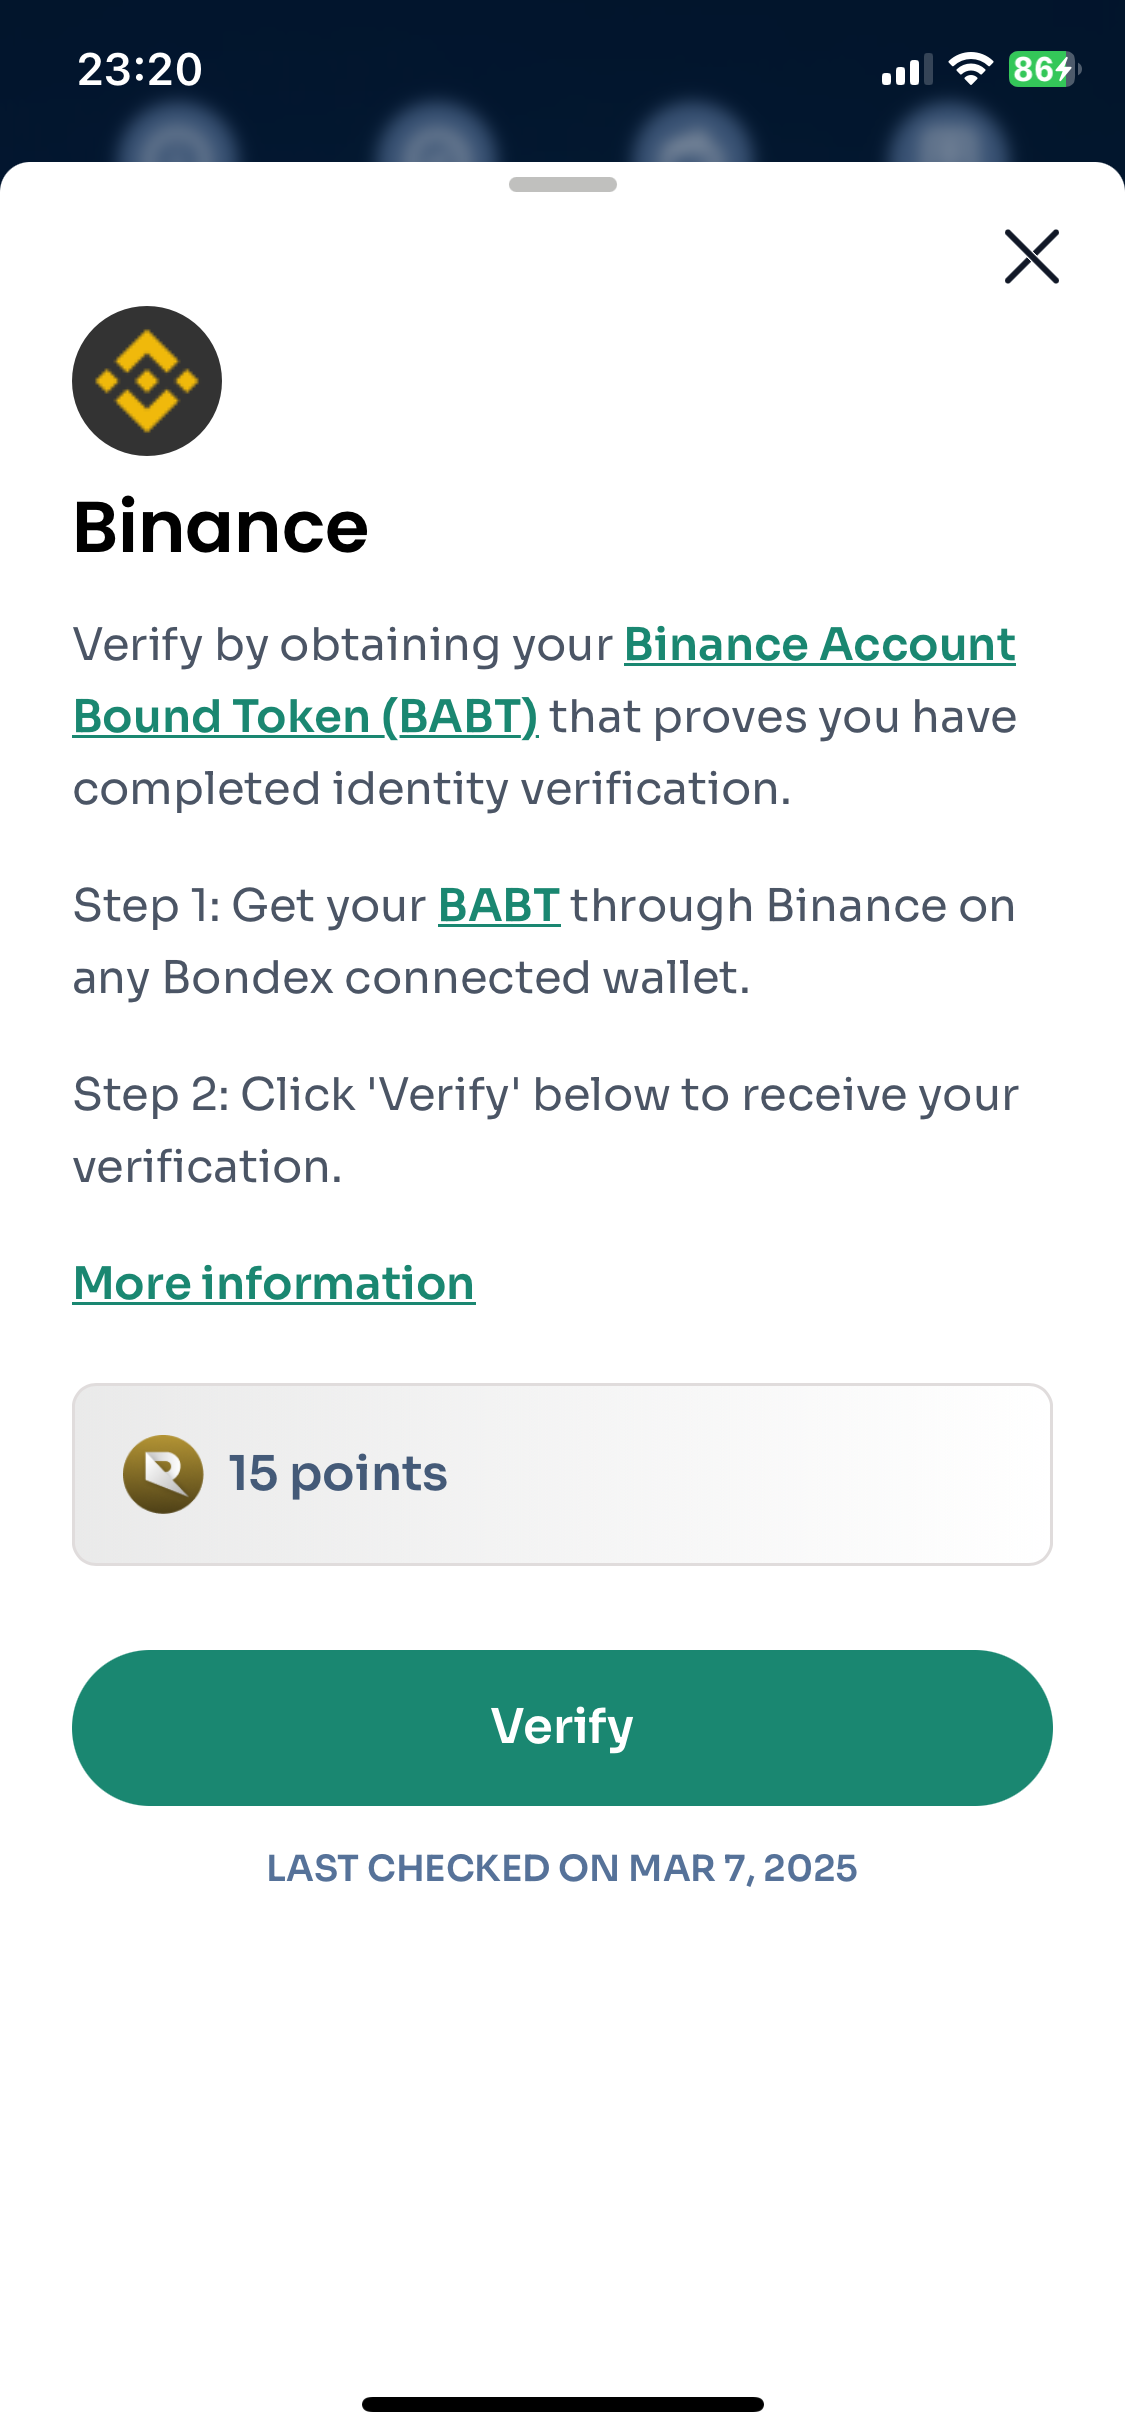 23:20
86
Binance
Verify by obtaining your Binance Account
Bound Token (BABT) that proves you have
completed identity verification.
Step 1: Get your BABT through Binance on
any Bondex connected wallet.
Step 2: Click 'Verify' below to receive your
verification.
More information
15 points
Verify
LAST CHECKED ON MAR 7, 2025